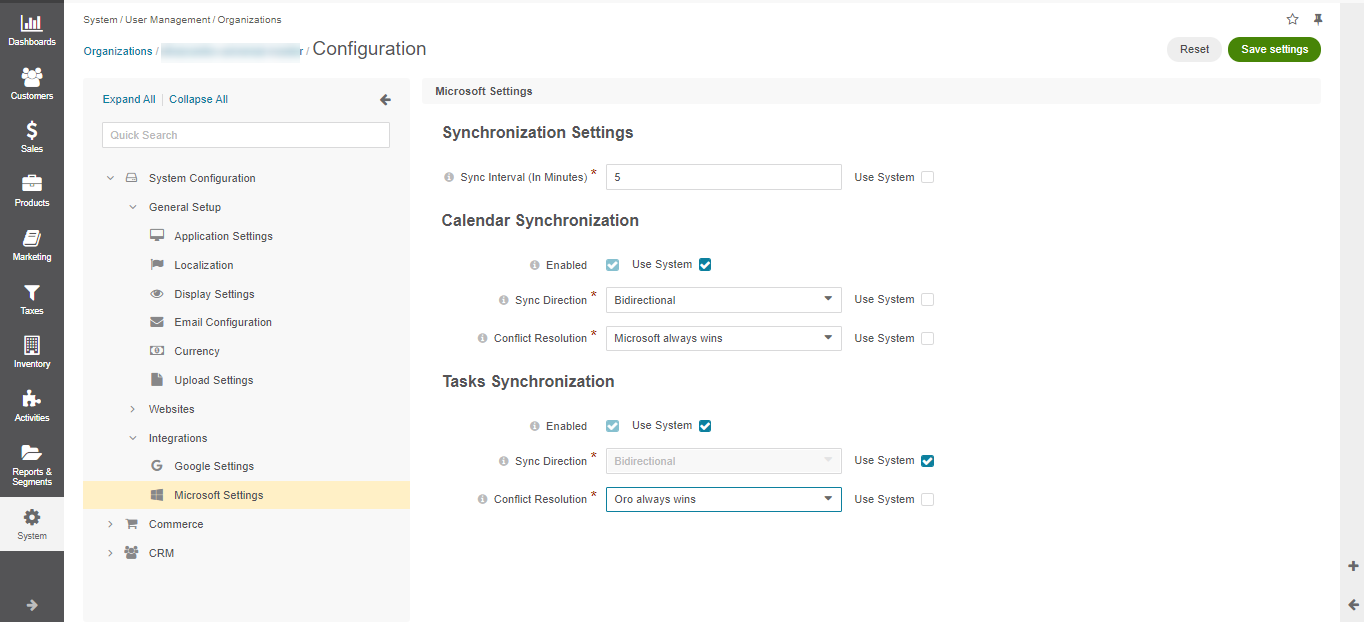 Dashboards
Customers
Sales
Products
Marketing
Taxes
Inventory
Activities
Reports &
Segments
System
System / User Management / Organizations
Organizations / r / Configuration
Reset
Save settings
Expand All | Collapse All
Quick Search
System Configuration
General Setup
Application Settings
Localization
Display Settings
Email Configuration
Currency
Upload Settings
Websites
Integrations
Google Settings
Microsoft Settings
Commerce
CRM
Microsoft Settings
Synchronization Settings
Sync Interval (In Minutes) * 5 Use System
Calendar Synchronization
Enabled Use System
Sync Direction * Bidirectional Use System
Conflict Resolution * Microsoft always wins Use System
Tasks Synchronization
Enabled Use System
Sync Direction * Bidirectional Use System
Conflict Resolution * Oro always wins Use System